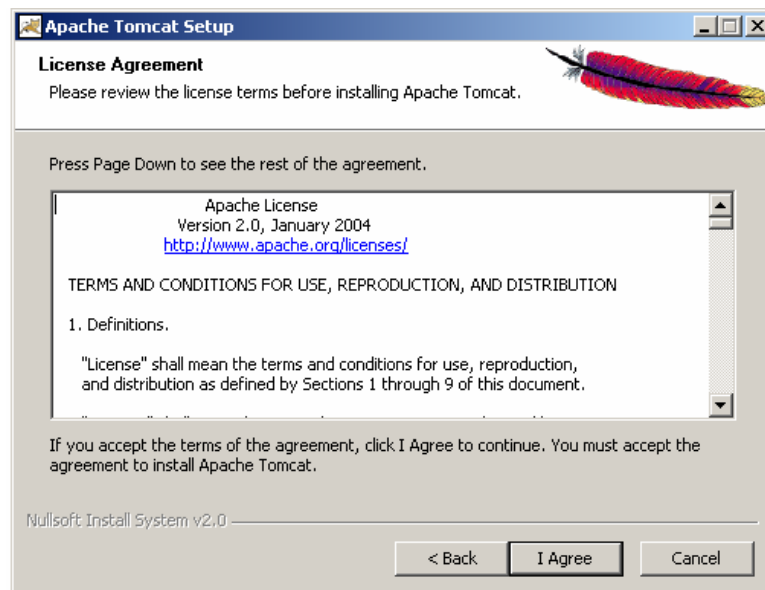 Apache Tomcat Setup
License Agreement
Please review the license terms before installing Apache Tomcat.
Press Page Down to see the rest of the agreement.
Apache License
Version 2.0, January 2004
http://www.apache.org/licenses/
TERMS AND CONDITIONS FOR USE, REPRODUCTION, AND DISTRIBUTION
1. Definitions.
"License" shall mean the terms and conditions for use, reproduction,
and distribution as defined by Sections 1 through 9 of this document.
If you accept the terms of the agreement, click I Agree to continue. You must accept the
agreement to install Apache Tomcat.
Nullsoft Install System v2.0
< Back
I Agree
Cancel